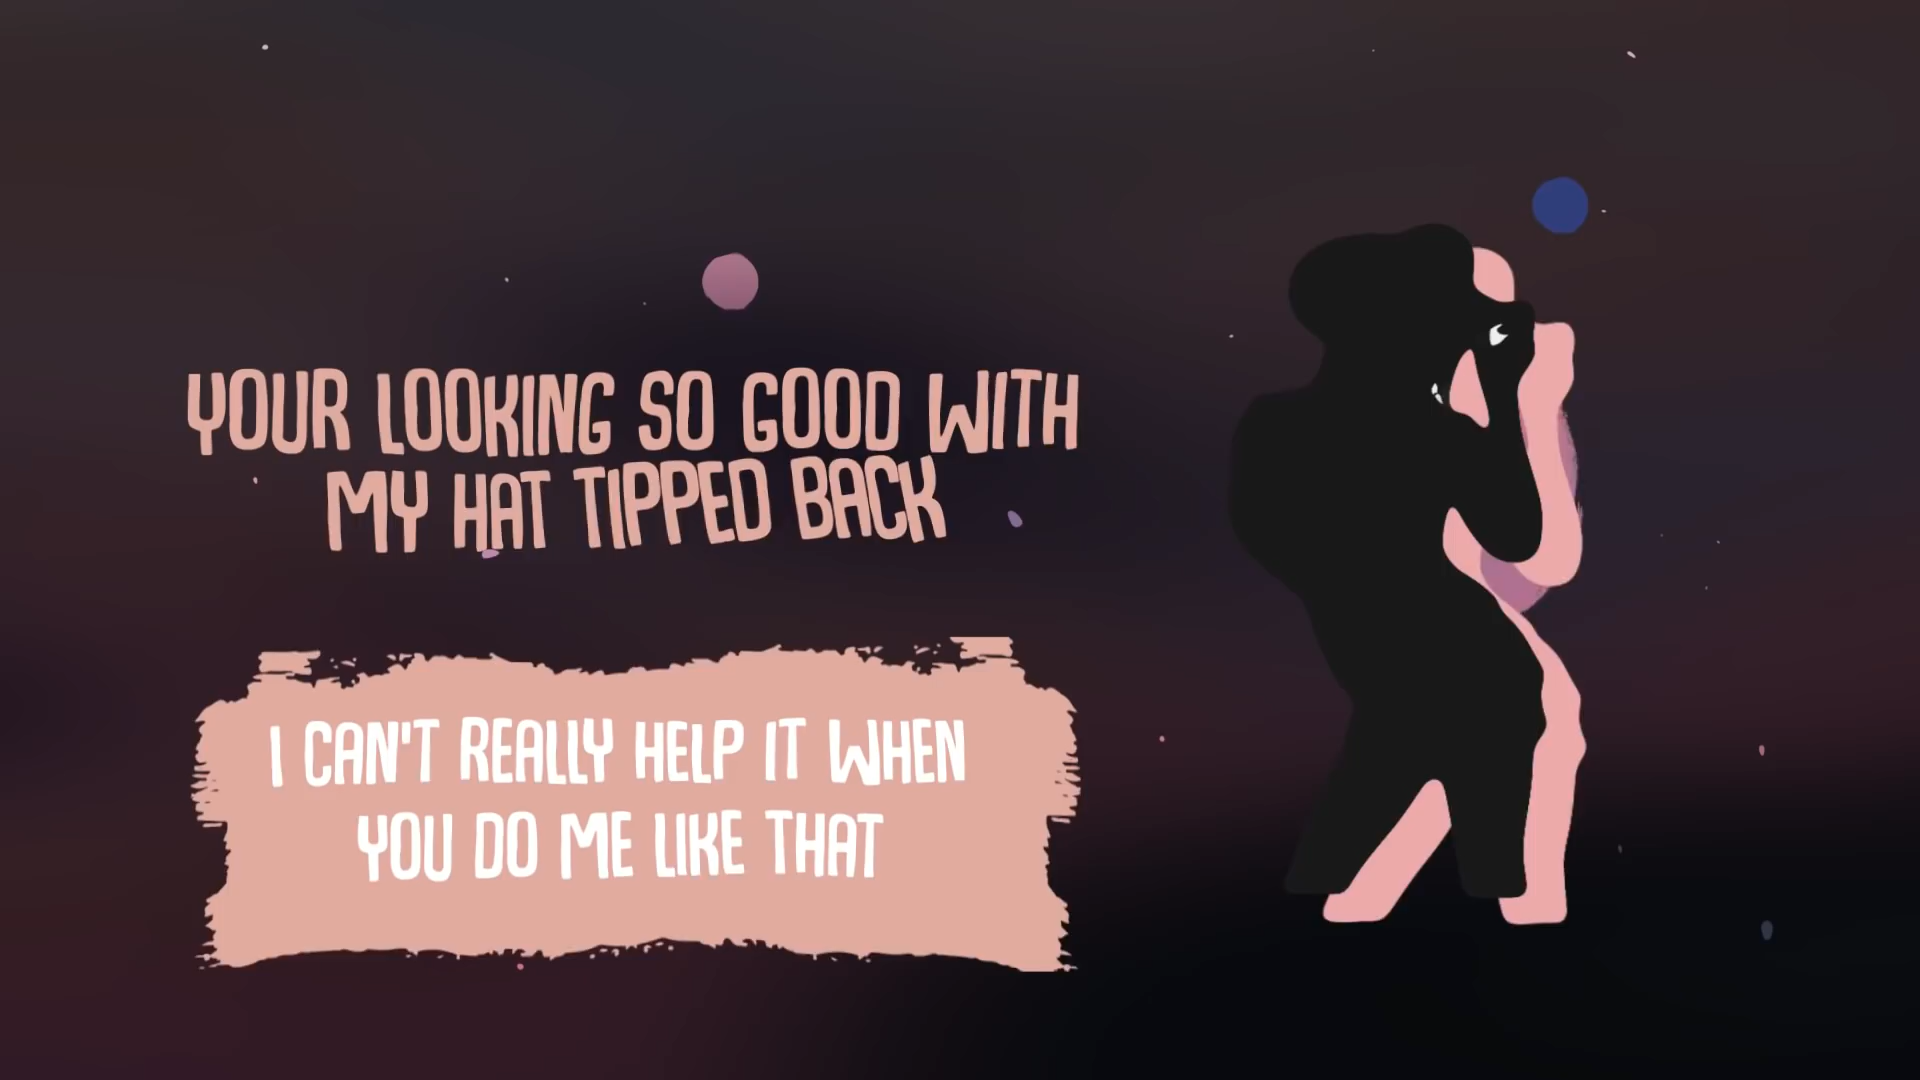 YOUR LOOKING SO GOOD WITH
MY HAT TIPPED BACK
I CAN'T REALLY HELP IT WHEN
YOU DO ME LIKE THAT